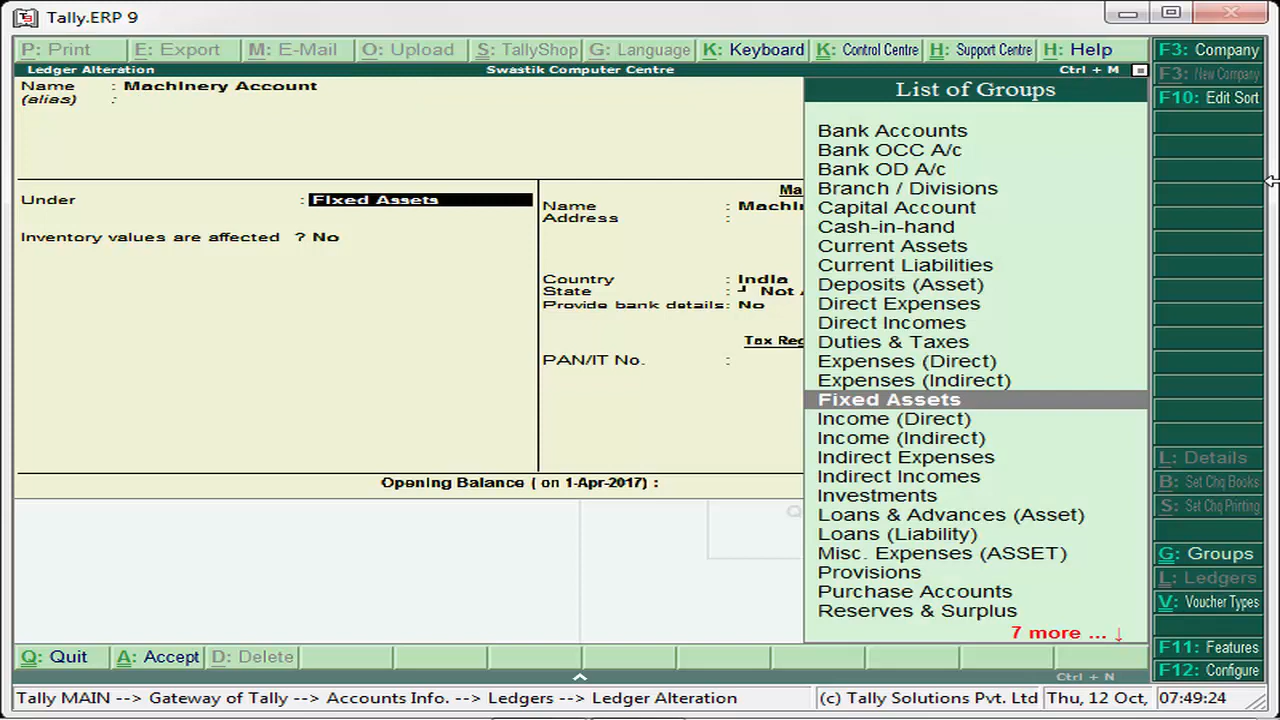 Tally.ERP 9
P: Print E: Export M: E-Mail O: Upload S: TallyShop G: Language K: Keyboard K: Control Centre H: Support Centre H: Help
Ledger Alteration Swastik Computer Centre Ctrl + M
Name : Machinery Account
(alias) :
Under : Fixed Assets
Inventory values are affected ? No
Name :
Address :
Country : India
State : Not
Provide bank details: No
PAN/IT No. :
Opening Balance ( on 1-Apr-2017) :
List of Groups
Bank Accounts
Bank OCC A/c
Bank OD A/c
Branch / Divisions
Capital Account
Cash-in-hand
Current Assets
Current Liabilities
Deposits (Asset)
Direct Expenses
Direct Incomes
Duties & Taxes
Expenses (Direct)
Expenses (Indirect)
Fixed Assets
Income (Direct)
Income (Indirect)
Indirect Expenses
Indirect Incomes
Investments
Loans & Advances (Asset)
Loans (Liability)
Misc. Expenses (ASSET)
Provisions
Purchase Accounts
Reserves & Surplus
7 more ... ↓
F3: Company
F3: New Company
F10: Edit Sort
L: Details
B: Set Chq Books
S: Set Chq Printing
G: Groups
L: Ledgers
V: Voucher Types
F11: Features
F12: Configure
Q: Quit A: Accept D: Delete
Ctrl + N
Tally MAIN --> Gateway of Tally --> Accounts Info. --> Ledgers --> Ledger Alteration (c) Tally Solutions Pvt. Ltd Thu, 12 Oct, 07:49:24